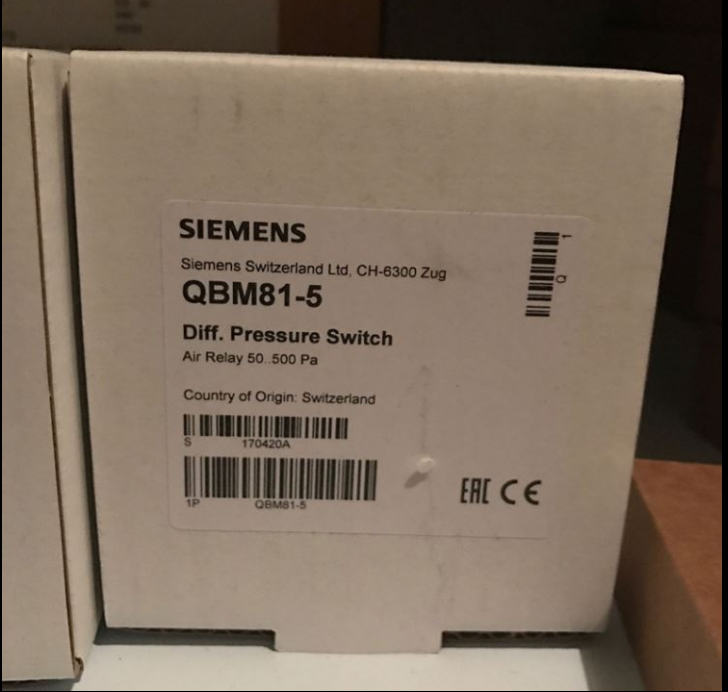 SIEMENS
Siemens Switzerland Ltd, CH-6300 Zug
QBM81-5
Diff. Pressure Switch
Air Relay 50..500 Pa
Country of Origin: Switzerland
S 170420A
1P QBM81-5
Q 1
EAC CE